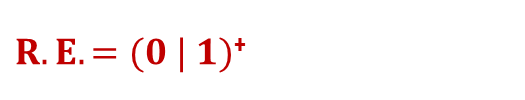 R. E. = (0 | 1)⁺